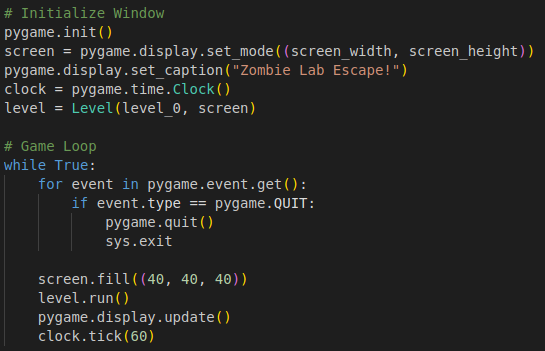 # Initialize Window
pygame.init()
screen = pygame.display.set_mode((screen_width, screen_height))
pygame.display.set_caption("Zombie Lab Escape!")
clock = pygame.time.Clock()
level = Level(level_0, screen)

# Game Loop
while True:
    for event in pygame.event.get():
        if event.type == pygame.QUIT:
            pygame.quit()
            sys.exit

    screen.fill((40, 40, 40))
    level.run()
    pygame.display.update()
    clock.tick(60)